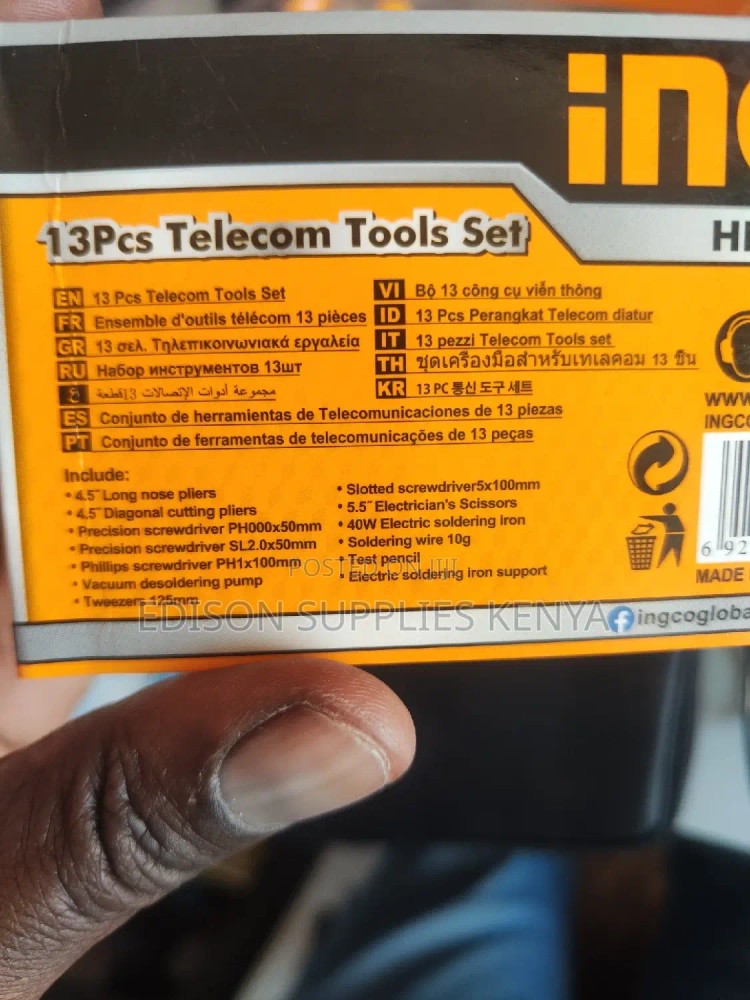 inc
HK
13Pcs Telecom Tools Set
EN 13 Pcs Telecom Tools Set
FR Ensemble d'outils télécom 13 pièces
GR 13 σελ. Τηλεπικοινωνιακά εργαλεία
RU Набор инструментов 13шт
ع مجموعة أدوات الإتصالات 13قطعة
ES Conjunto de herramientas de Telecomunicaciones de 13 piezas
PT Conjunto de ferramentas de telecomunicações de 13 peças
VI Bộ 13 công cụ viễn thông
ID 13 Pcs Perangkat Telecom diatur
IT 13 pezzi Telecom Tools set
TH ชุดเครื่องมือสำหรับเทเลคอม 13 ชิ้น
KR 13 PC 통신 도구 세트
Include:
• 4.5″ Long nose pliers
• 4.5″ Diagonal cutting pliers
• Precision screwdriver PH000x50mm
• Precision screwdriver SL2.0x50mm
• Phillips screwdriver PH1x100mm
• Vacuum desoldering pump
• Tweezers 125mm
• Slotted screwdriver5x100mm
• 5.5″ Electrician's Scissors
• 40W Electric soldering iron
• Soldering wire 10g
• Test pencil
• Electric soldering iron support
WWW
INGCO
6 92
MADE
ingcogloba
POSTED ON
EDISON SUPPLIES KENYA